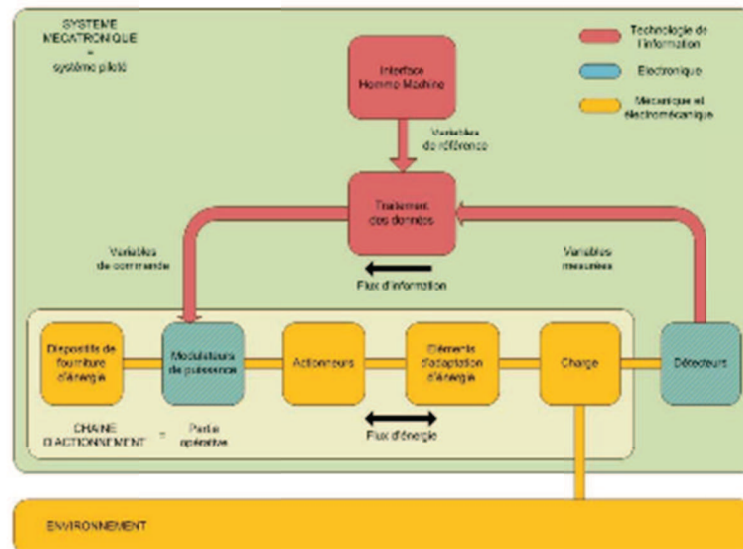 SYSTEME
MECATRONIQUE
=
système piloté
Technologie de
l'information
Electronique
Mécanique et
électromécanique
Interface
Homme Machine
Variables
de référence
Traitement
des données
Variables
de commande
Variables
mesurées
Flux d'information
Dispositifs de
fourniture
d'énergie
Modulateurs
de puissance
Actionneurs
Eléments
d'adaptation
d'énergie
Charge
Détecteurs
CHAINE
D'ACTIONNEMENT
=
Partie
opérative
Flux d'énergie
ENVIRONNEMENT